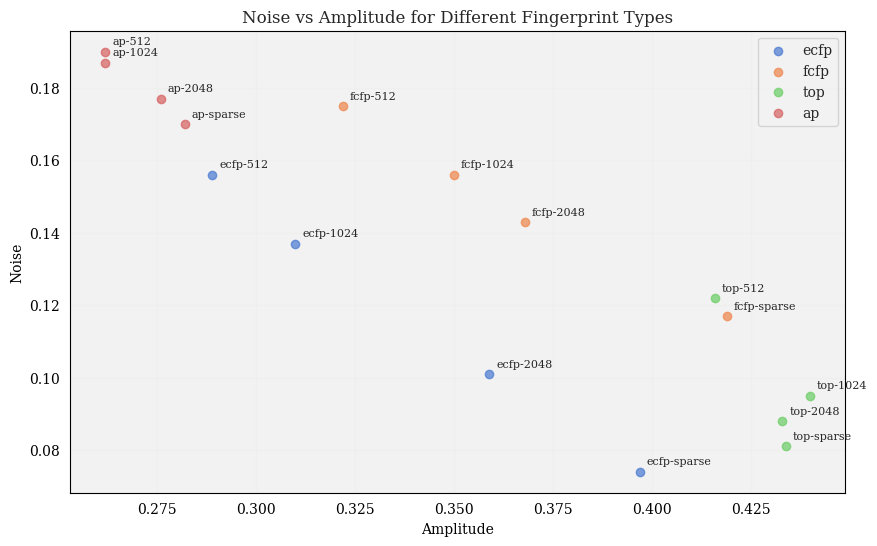 Noise vs Amplitude for Different Fingerprint Types
ecfp
fcfp
top
ap
ap-512
ap-1024
ap-2048
ap-sparse
fcfp-512
ecfp-512
fcfp-1024
fcfp-2048
ecfp-1024
top-512
fcfp-sparse
ecfp-2048
top-1024
top-2048
top-sparse
ecfp-sparse
Noise
0.18
0.16
0.14
0.12
0.10
0.08
0.275
0.300
0.325
0.350
0.375
0.400
0.425
Amplitude